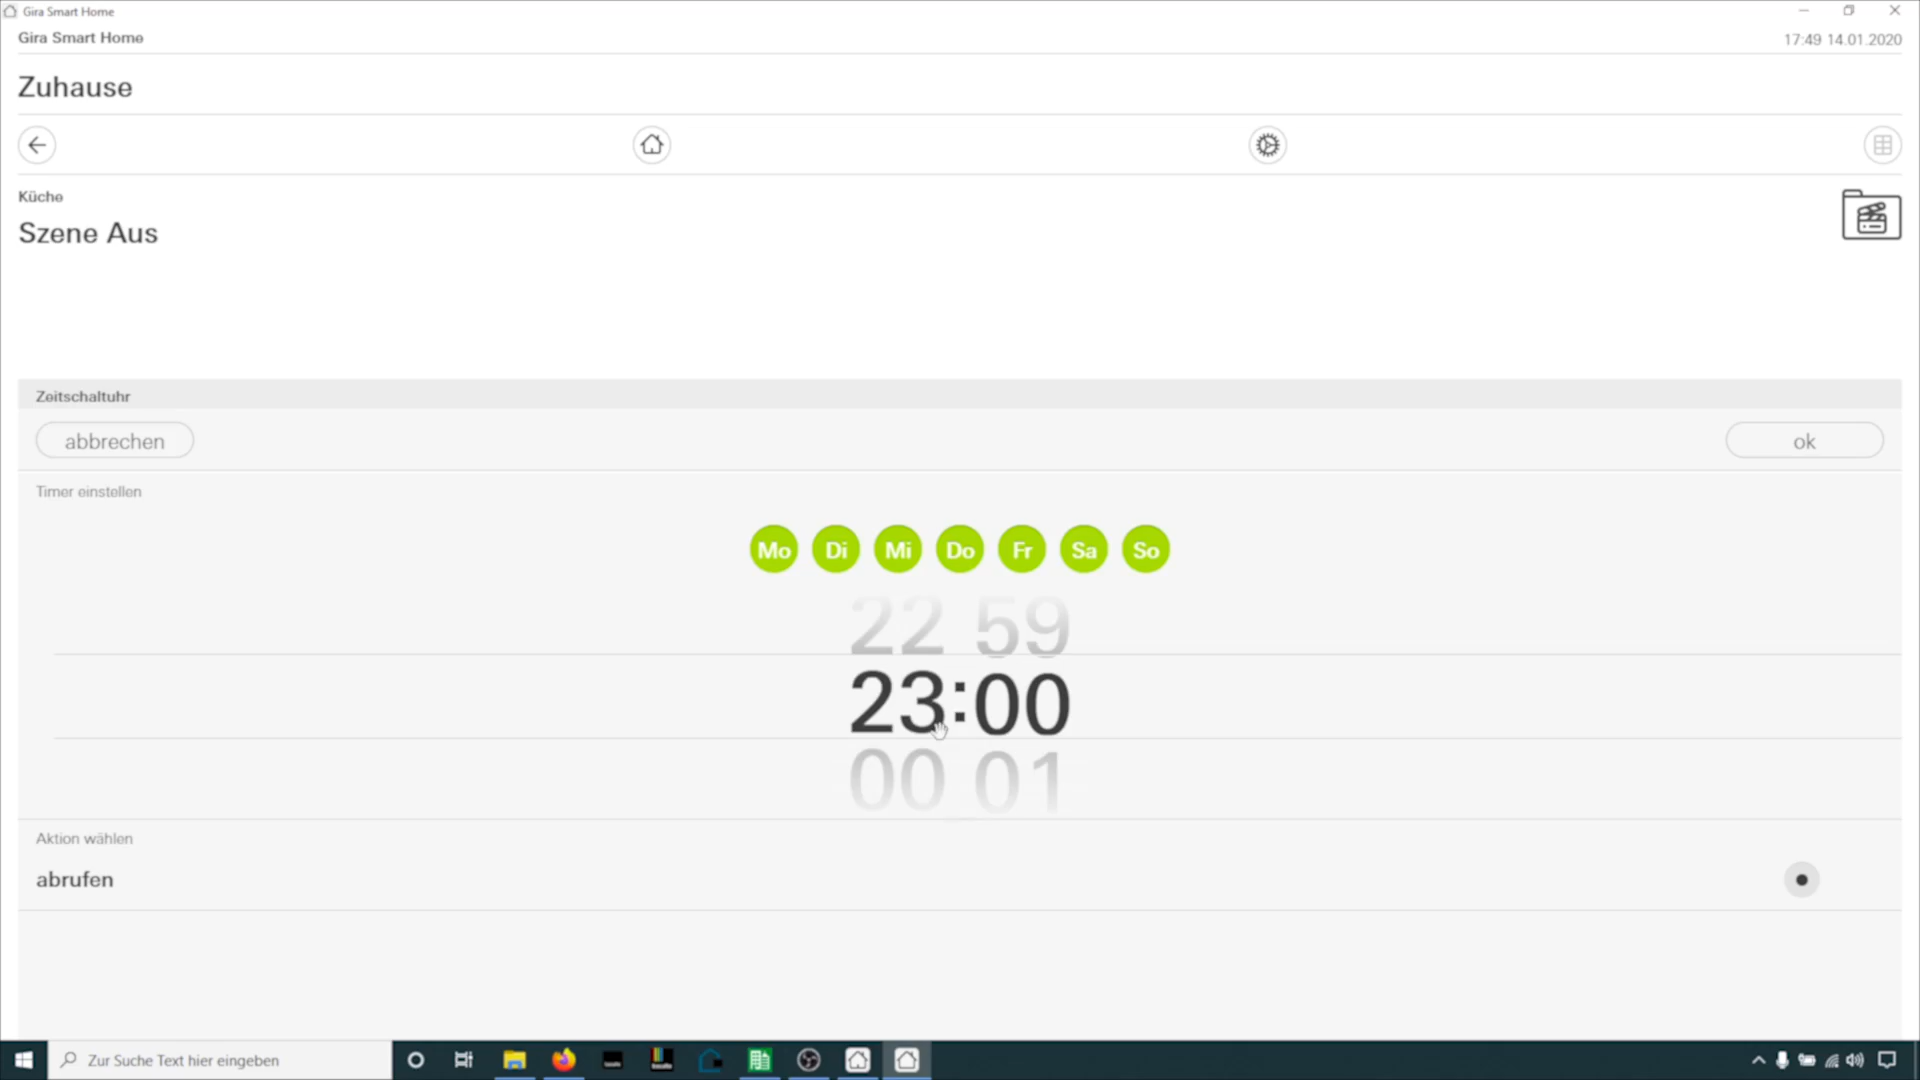 Gira Smart Home
Gira Smart Home
17:49 14.01.2020
Zuhause
Küche
Szene Aus
Zeitschaltuhr
abbrechen
ok
Timer einstellen
Mo Di Mi Do Fr Sa So
22 59
23:00
00 01
Aktion wählen
abrufen
Zur Suche Text hier eingeben